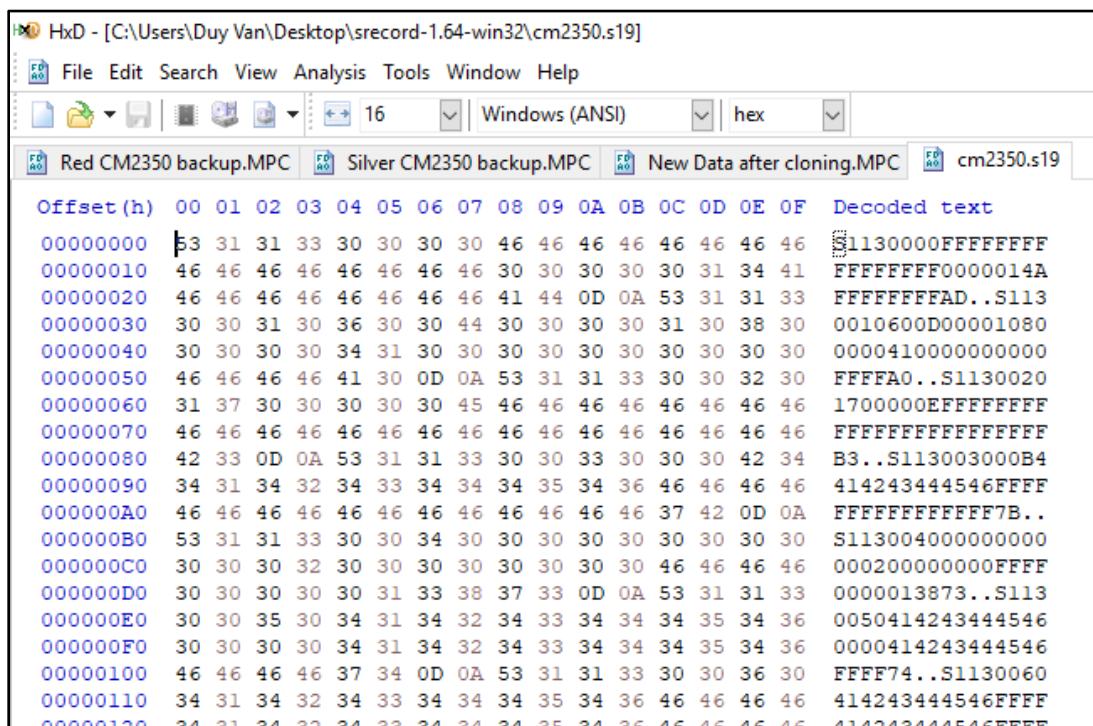 HxD - [C:\Users\Duy Van\Desktop\srecord-1.64-win32\cm2350.s19]
File Edit Search View Analysis Tools Window Help
16 Windows (ANSI) hex
Red CM2350 backup.MPC Silver CM2350 backup.MPC New Data after cloning.MPC cm2350.s19
Offset(h) 00 01 02 03 04 05 06 07 08 09 0A 0B 0C 0D 0E 0F Decoded text
00000000 53 31 31 33 30 30 30 30 46 46 46 46 46 46 46 46 S1130000FFFFFFFF
00000010 46 46 46 46 46 46 46 46 30 30 30 30 30 31 34 41 FFFFFFFF0000014A
00000020 46 46 46 46 46 46 46 46 41 44 0D 0A 53 31 31 33 FFFFFFFFAD..S113
00000030 30 30 31 30 36 30 30 44 30 30 30 30 31 30 38 30 0010600D00001080
00000040 30 30 30 30 34 31 30 30 30 30 30 30 30 30 30 30 0000410000000000
00000050 46 46 46 46 41 30 0D 0A 53 31 31 33 30 30 32 30 FFFFA0..S1130020
00000060 31 37 30 30 30 30 30 45 46 46 46 46 46 46 46 46 1700000EFFFFFFFF
00000070 46 46 46 46 46 46 46 46 46 46 46 46 46 46 46 46 FFFFFFFFFFFFFFFF
00000080 42 33 0D 0A 53 31 31 33 30 30 33 30 30 30 42 34 B3..S113003000B4
00000090 34 31 34 32 34 33 34 34 34 35 34 36 46 46 46 46 414243444546FFFF
000000A0 46 46 46 46 46 46 46 46 46 46 46 46 37 42 0D 0A FFFFFFFFFFFF7B..
000000B0 53 31 31 33 30 30 34 30 30 30 30 30 30 30 30 30 S113004000000000
000000C0 30 30 30 32 30 30 30 30 30 30 30 30 46 46 46 46 000200000000FFFF
000000D0 30 30 30 30 30 31 33 38 37 33 0D 0A 53 31 31 33 0000013873..S113
000000E0 30 30 35 30 34 31 34 32 34 33 34 34 34 35 34 36 0050414243444546
000000F0 30 30 30 30 34 31 34 32 34 33 34 34 34 35 34 36 0000414243444546
00000100 46 46 46 46 37 34 0D 0A 53 31 31 33 30 30 36 30 FFFF74..S1130060
00000110 34 31 34 32 34 33 34 34 34 35 34 36 46 46 46 46 414243444546FFFF
00000120 34 31 34 32 34 33 34 34 34 35 34 36 46 46 46 46 414243444546FFFF